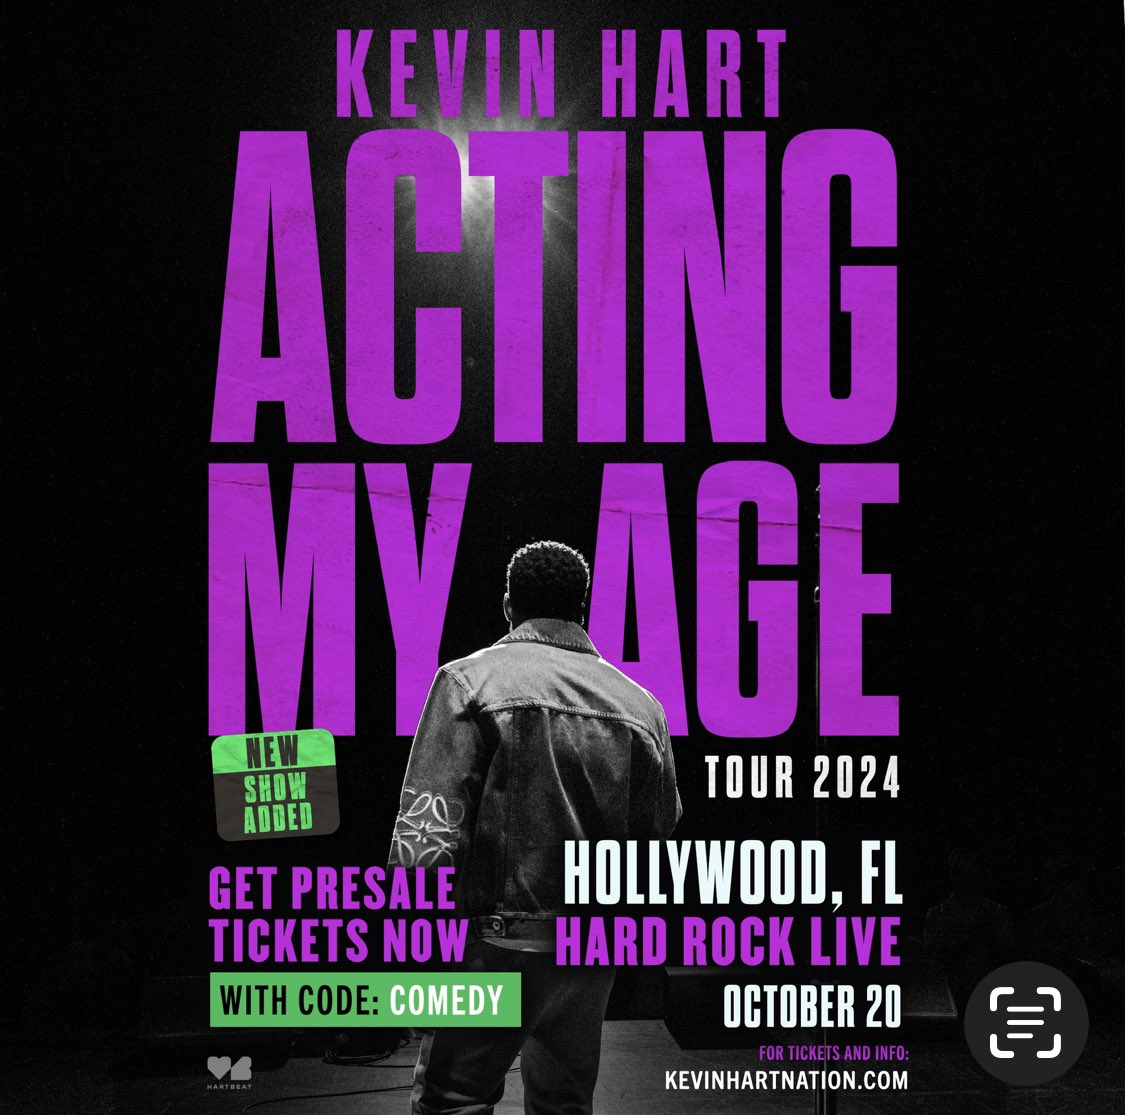 KEVIN HART
ACTING
MY AGE
TOUR 2024
NEW
SHOW
ADDED
GET PRESALE
TICKETS NOW
WITH CODE: COMEDY
HOLLYWOOD, FL
HARD ROCK LIVE
OCTOBER 20
FOR TICKETS AND INFO:
KEVINHARTNATION.COM
HARTBEAT